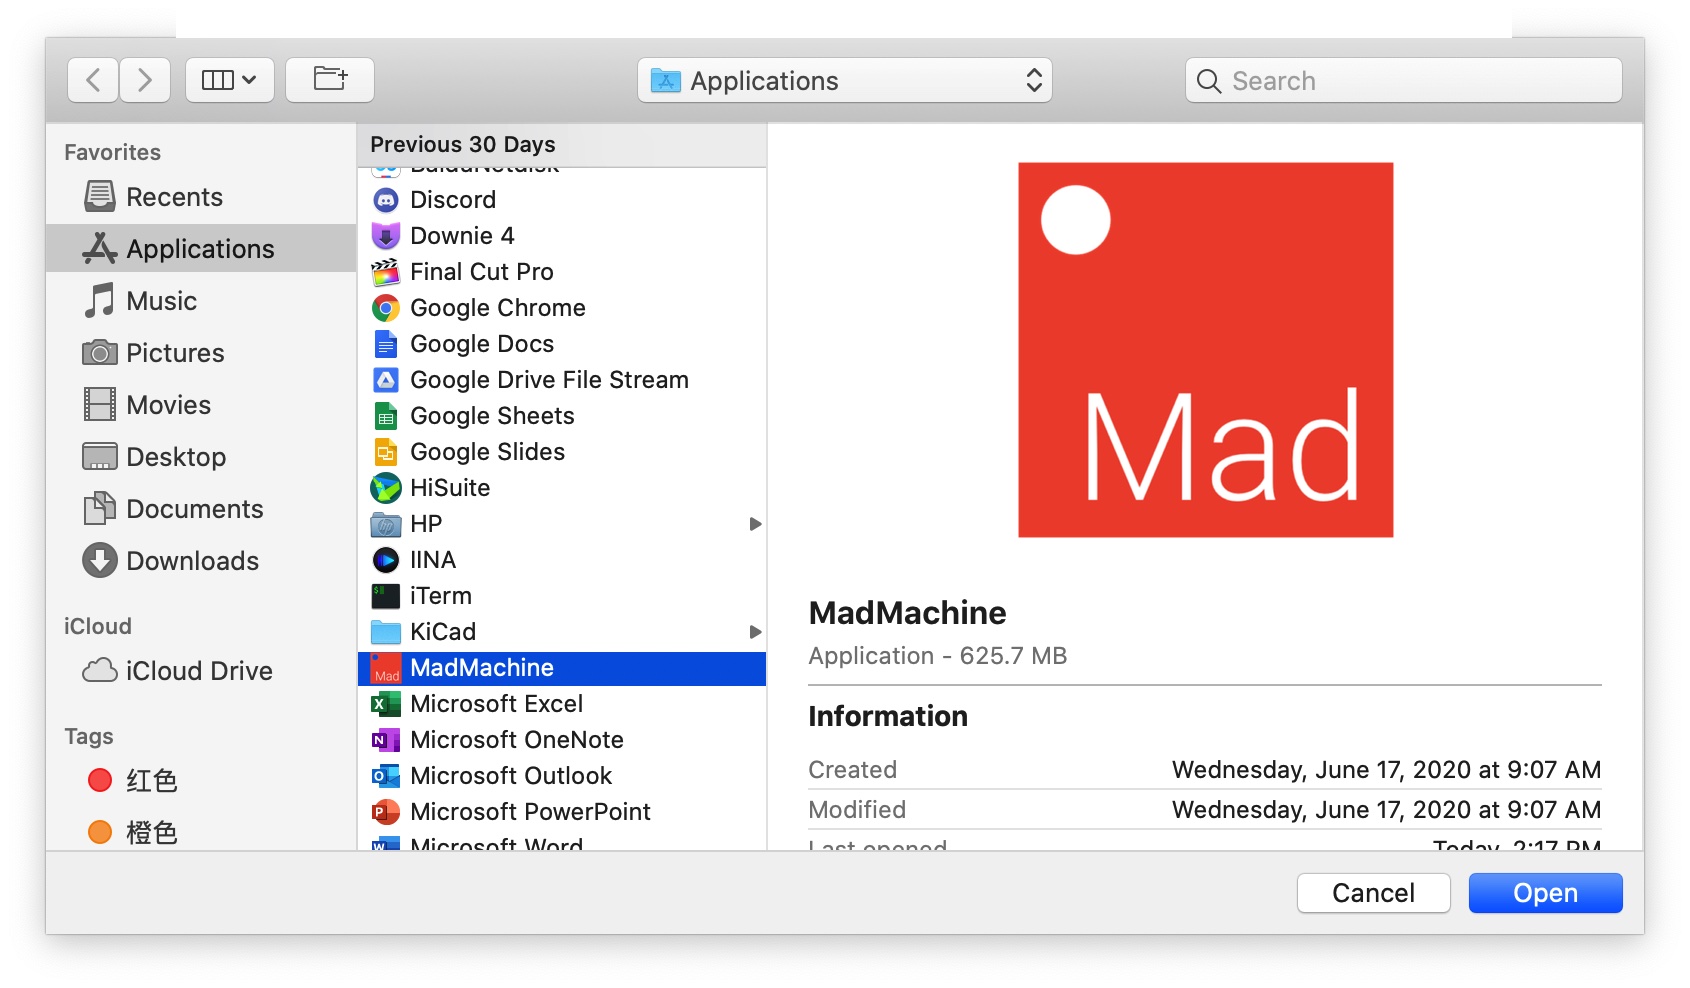 Applications
Search
Favorites
Recents
Applications
Music
Pictures
Movies
Desktop
Documents
Downloads
iCloud
iCloud Drive
Tags
红色
橙色
Previous 30 Days
BaiduNetdisk
Discord
Downie 4
Final Cut Pro
Google Chrome
Google Docs
Google Drive File Stream
Google Sheets
Google Slides
HiSuite
HP
IINA
iTerm
KiCad
MadMachine
Microsoft Excel
Microsoft OneNote
Microsoft Outlook
Microsoft PowerPoint
Microsoft Word
Mad
MadMachine
Application - 625.7 MB
Information
Created Wednesday, June 17, 2020 at 9:07 AM
Modified Wednesday, June 17, 2020 at 9:07 AM
Last opened Today, 2:17 PM
Cancel
Open